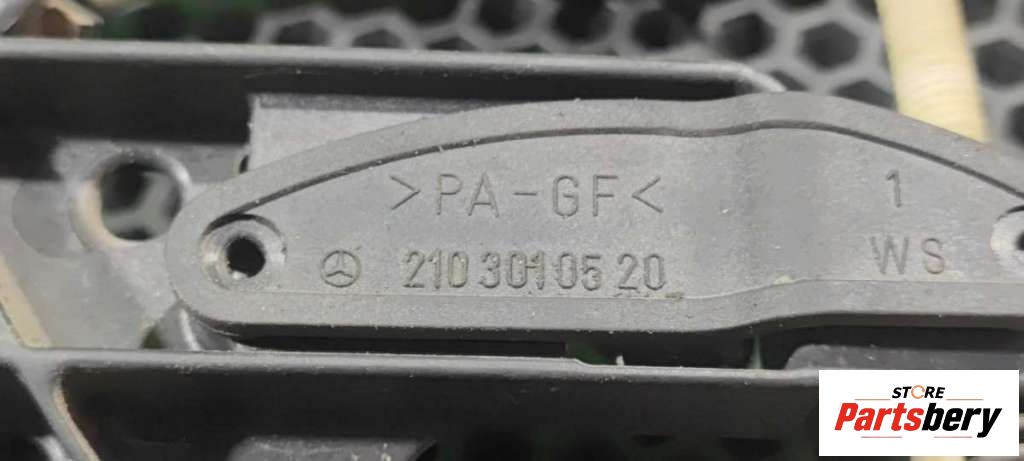 >PA-GF<
1
210 301 05 20
WS
STORE
Partsbery